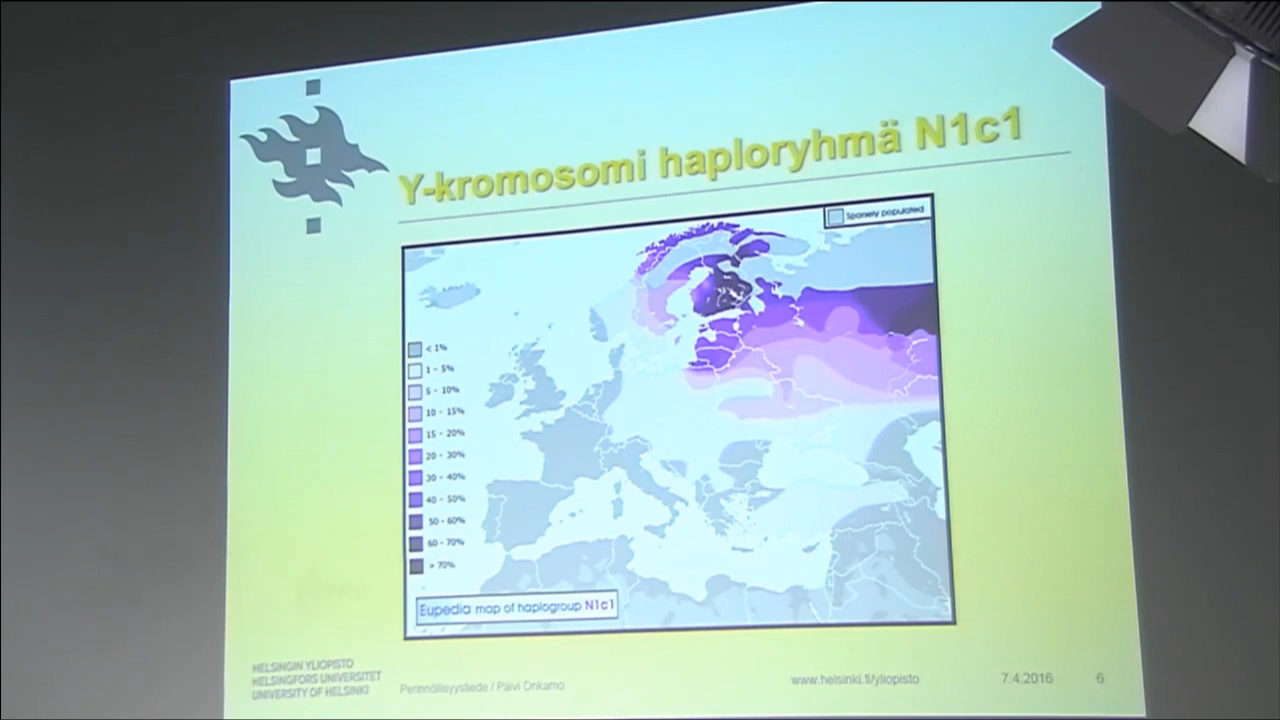 Y-kromosomi haploryhmä N1c1
Sparsely populated
< 1%
1 - 5%
5 - 10%
10 - 15%
15 - 20%
20 - 30%
30 - 40%
40 - 50%
50 - 60%
60 - 70%
> 70%
Eupedia map of haplogroup N1c1
HELSINGIN YLIOPISTO
HELSINGFORS UNIVERSITET
UNIVERSITY OF HELSINKI
Perinnöllisyystiede / Päivi Onkamo
www.helsinki.fi/yliopisto
7.4.2016
6